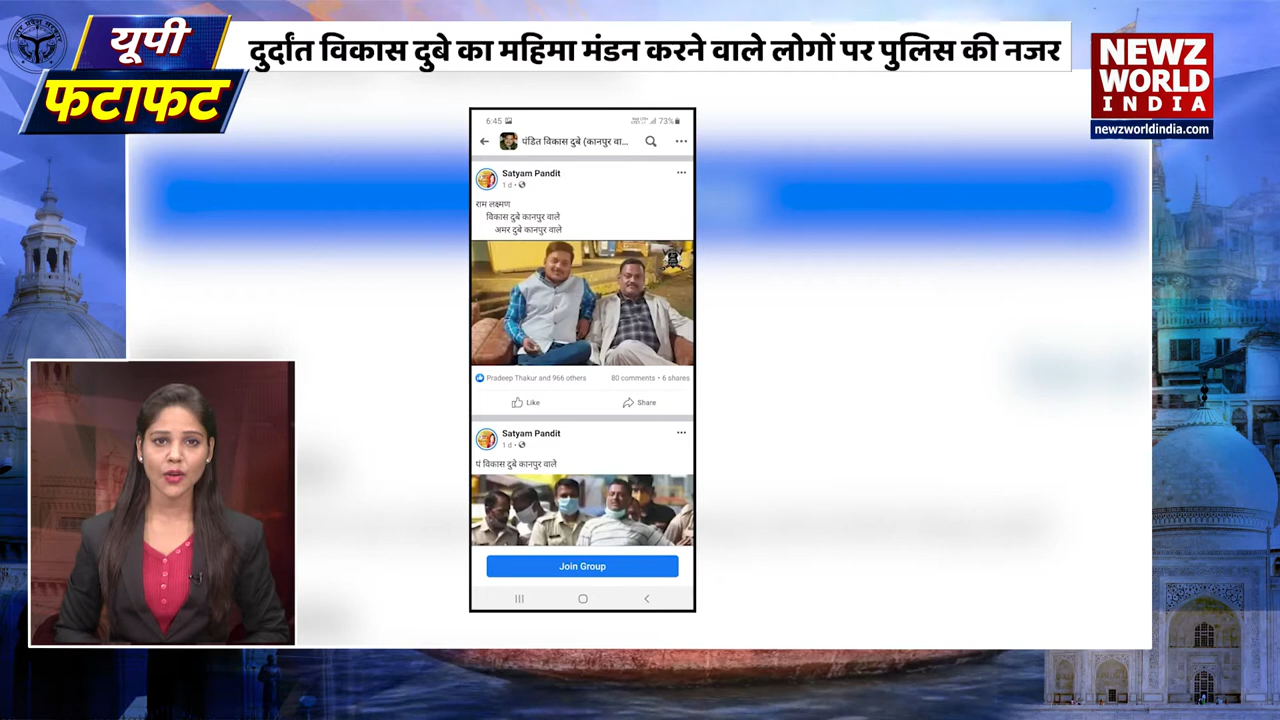 यूपी
फटाफट
दुर्दांत विकास दुबे का महिमा मंडन करने वाले लोगों पर पुलिस की नजर
NEWZ
WORLD
INDIA
newzworldindia.com
6:45
73%
पंडित विकास दुबे (कानपुर वा...
Satyam Pandit
1 d
राम लक्ष्मण
विकास दुबे कानपुर वाले
अमर दुबे कानपुर वाले
Pradeep Thakur and 966 others
80 comments • 6 shares
Like
Share
Satyam Pandit
1 d
पं विकास दुबे कानपुर वाले
Join Group